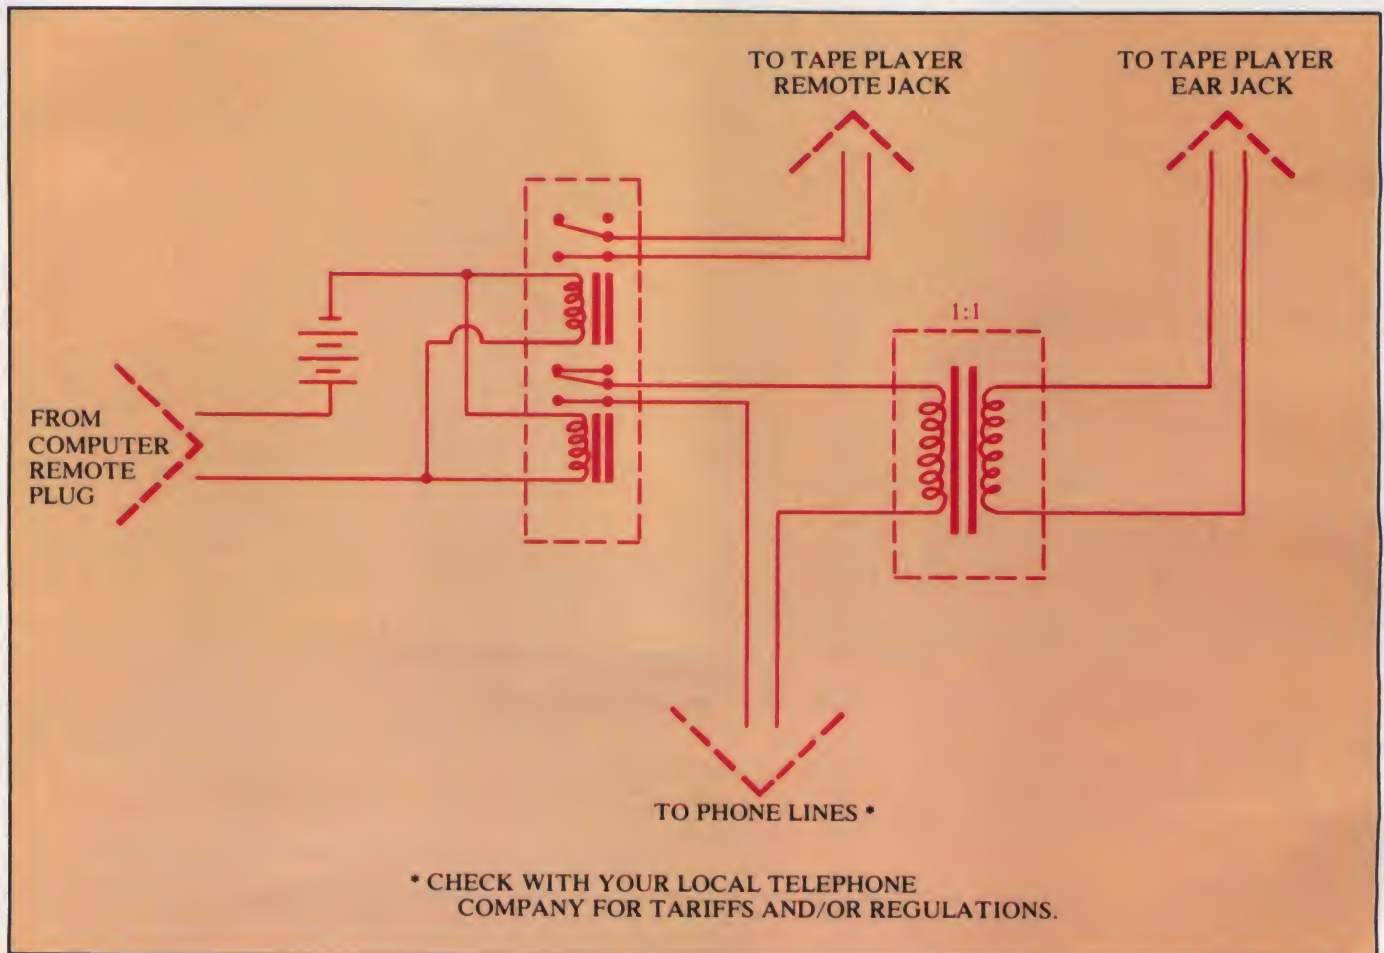 TO TAPE PLAYER
REMOTE JACK
TO TAPE PLAYER
EAR JACK
1:1
FROM
COMPUTER
REMOTE
PLUG
TO PHONE LINES *
* CHECK WITH YOUR LOCAL TELEPHONE
COMPANY FOR TARIFFS AND/OR REGULATIONS.